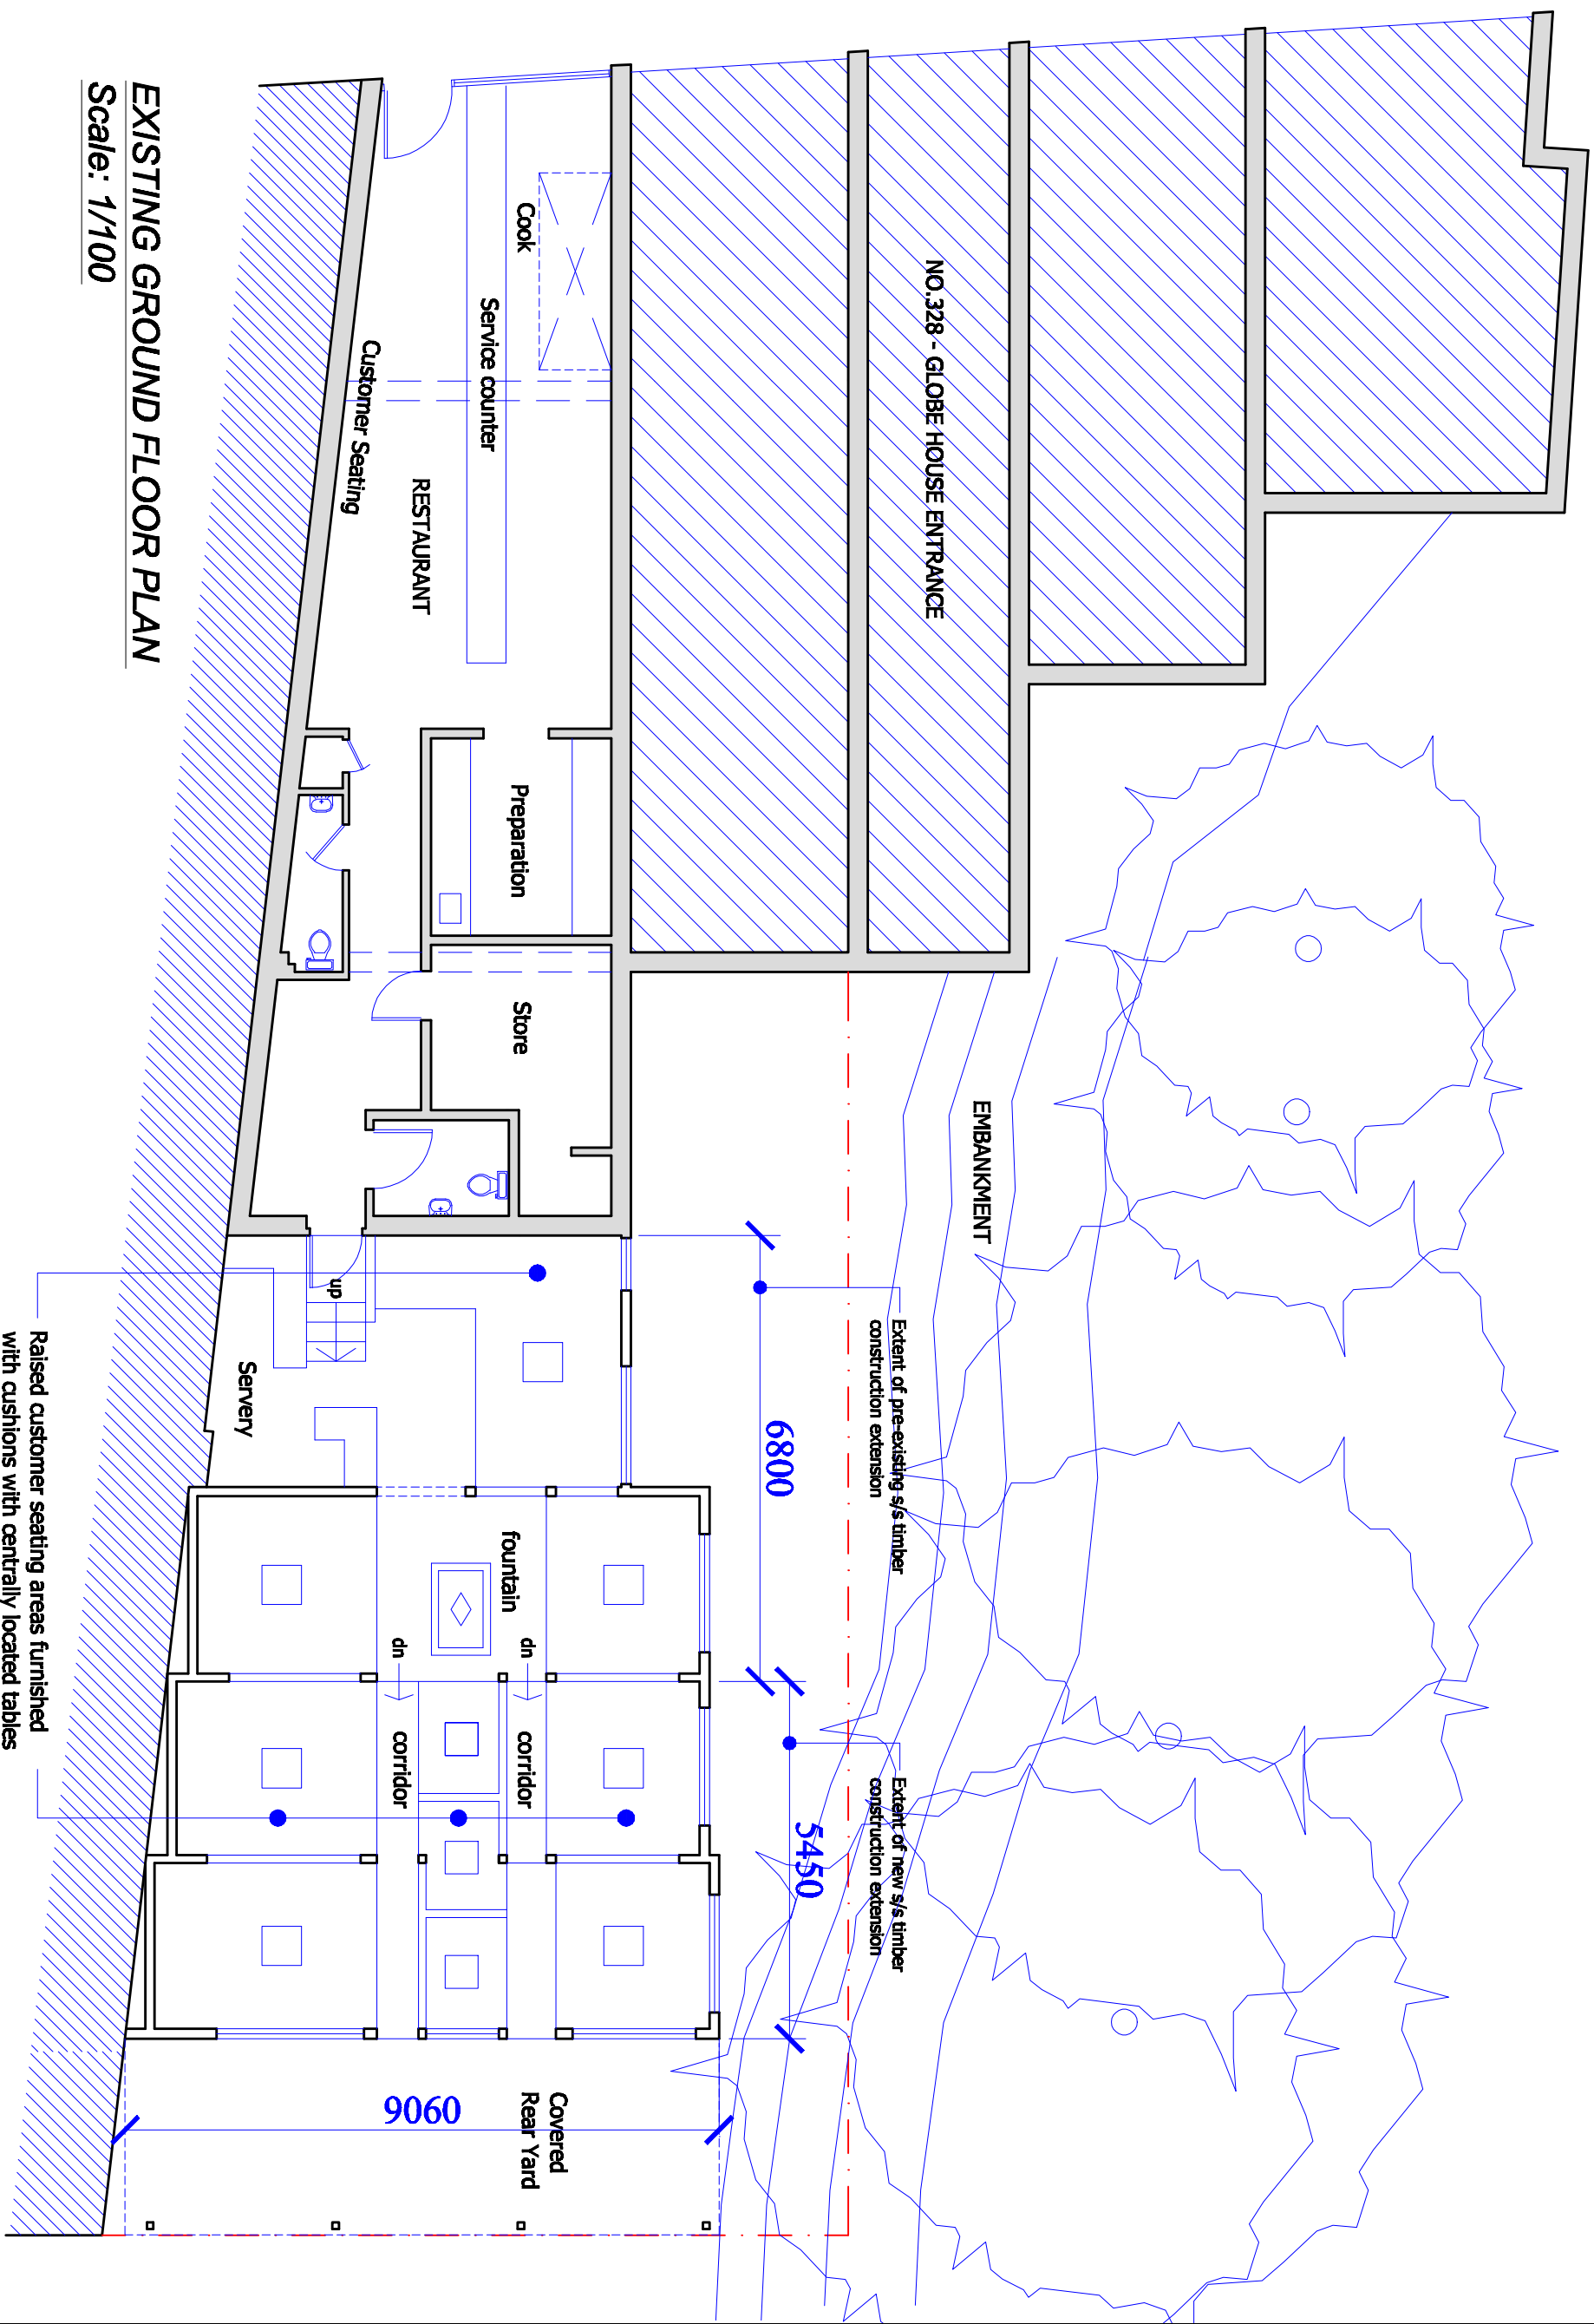 EXISTING GROUND FLOOR PLAN
Scale: 1/100
NO.328 - GLOBE HOUSE ENTRANCE
Cook
Service counter
Customer Seating
RESTAURANT
Preparation
Store
EMBANKMENT
up
Servery
Raised customer seating areas furnished
with cushions with centrally located tables
Extent of pre-existing s/s timber
construction extension
6800
fountain
dn
dn
corridor
corridor
Extent of new s/s timber
construction extension
5450
9060
Covered
Rear Yard